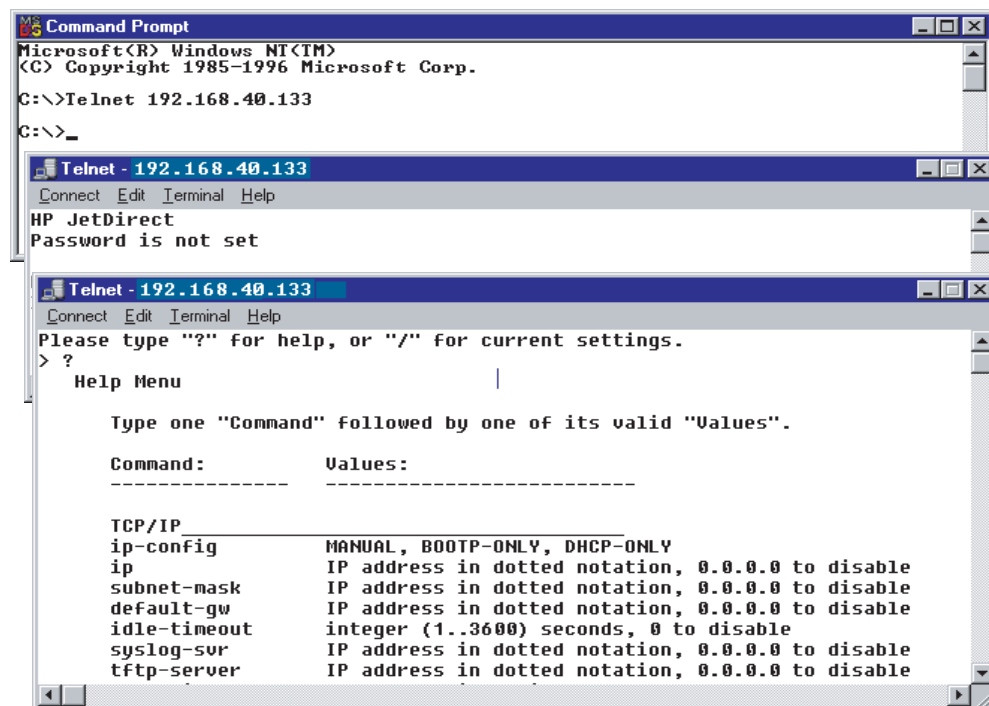 Command Prompt
Microsoft(R) Windows NT(TM)
(C) Copyright 1985-1996 Microsoft Corp.
C:\>Telnet 192.168.40.133
C:\>_
Telnet - 192.168.40.133
Connect Edit Terminal Help
HP JetDirect
Password is not set
Telnet - 192.168.40.133
Connect Edit Terminal Help
Please type "?" for help, or "/" for current settings.
> ?
Help Menu
Type one "Command" followed by one of its valid "Values".
Command: Values:
--------------- --------------------------
TCP/IP_____________________________________
ip-config MANUAL, BOOTP-ONLY, DHCP-ONLY
ip IP address in dotted notation, 0.0.0.0 to disable
subnet-mask IP address in dotted notation, 0.0.0.0 to disable
default-gw IP address in dotted notation, 0.0.0.0 to disable
idle-timeout integer (1..3600) seconds, 0 to disable
syslog-svr IP address in dotted notation, 0.0.0.0 to disable
tftp-server IP address in dotted notation, 0.0.0.0 to disable